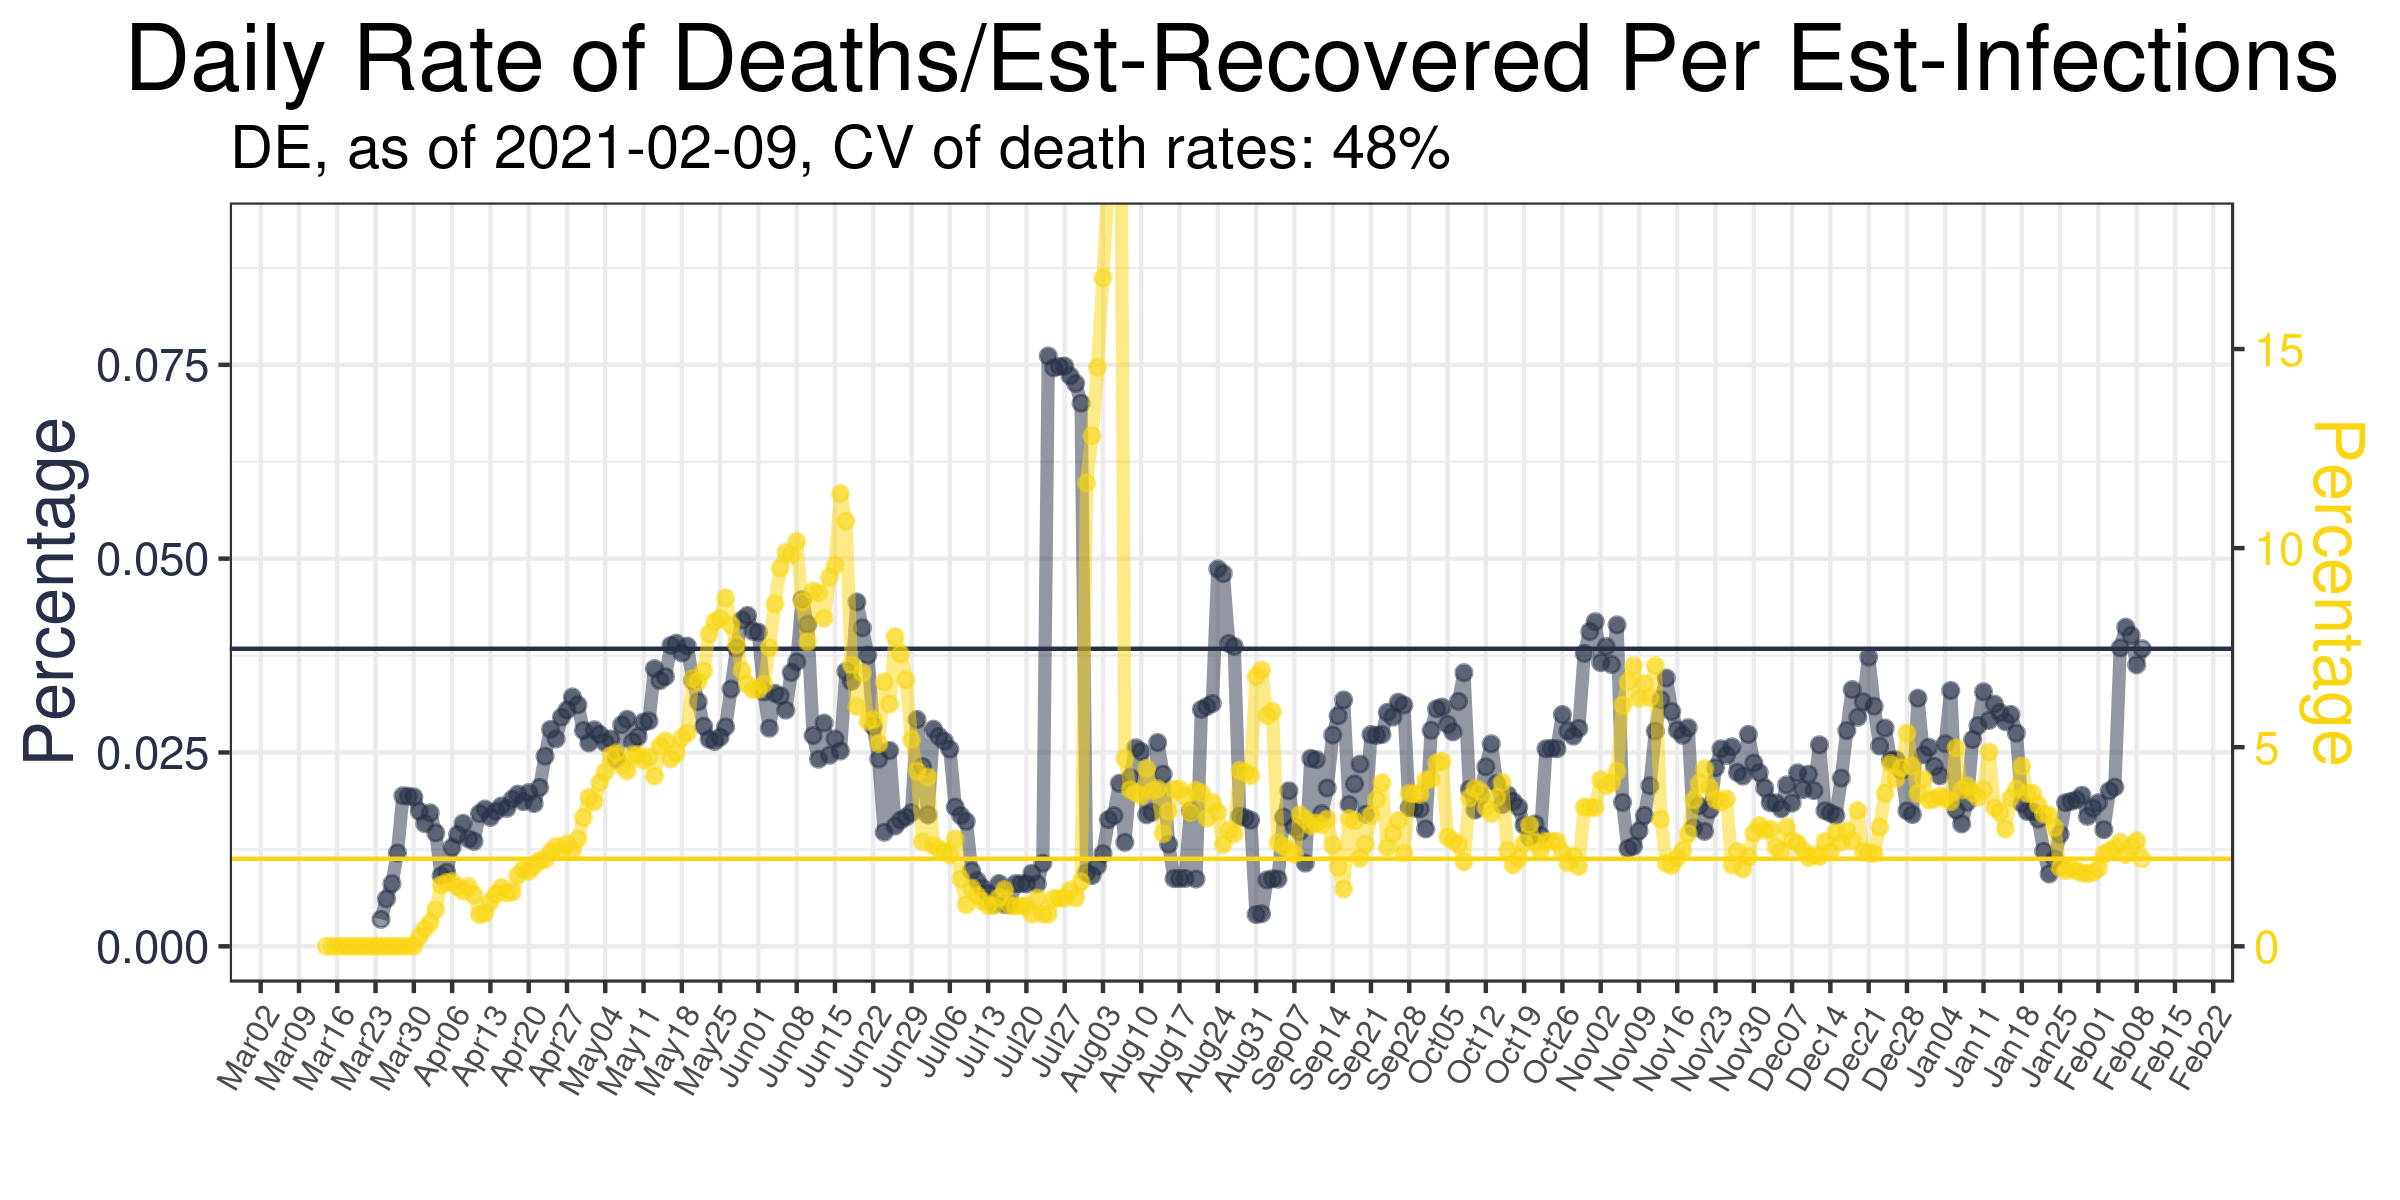 Daily Rate of Deaths/Est-Recovered Per Est-Infections
DE, as of 2021-02-09, CV of death rates: 48%
Percentage
0.075
0.050
0.025
0.000
15
10
5
0
Percentage
Mar02
Mar09
Mar16
Mar23
Mar30
Apr06
Apr13
Apr20
Apr27
May04
May11
May18
May25
Jun01
Jun08
Jun15
Jun22
Jun29
Jul06
Jul13
Jul20
Jul27
Aug03
Aug10
Aug17
Aug24
Aug31
Sep07
Sep14
Sep21
Sep28
Oct05
Oct12
Oct19
Oct26
Nov02
Nov09
Nov16
Nov23
Nov30
Dec07
Dec14
Dec21
Dec28
Dec04
Jan11
Jan18
Jan25
Feb01
Feb08
Feb15
Feb22